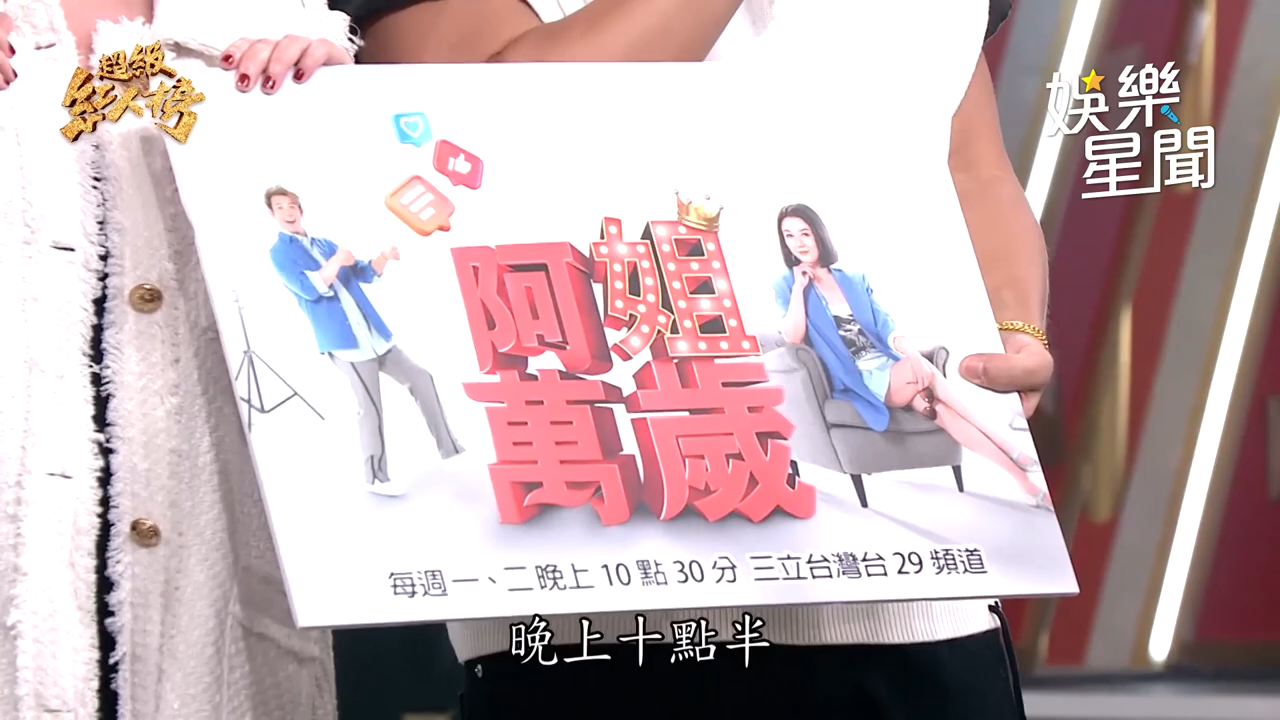 超級
紅人榜
娛樂
星聞
阿姐
萬歲
每週一、二晚上10點30分 三立台灣台29頻道
晚上十點半